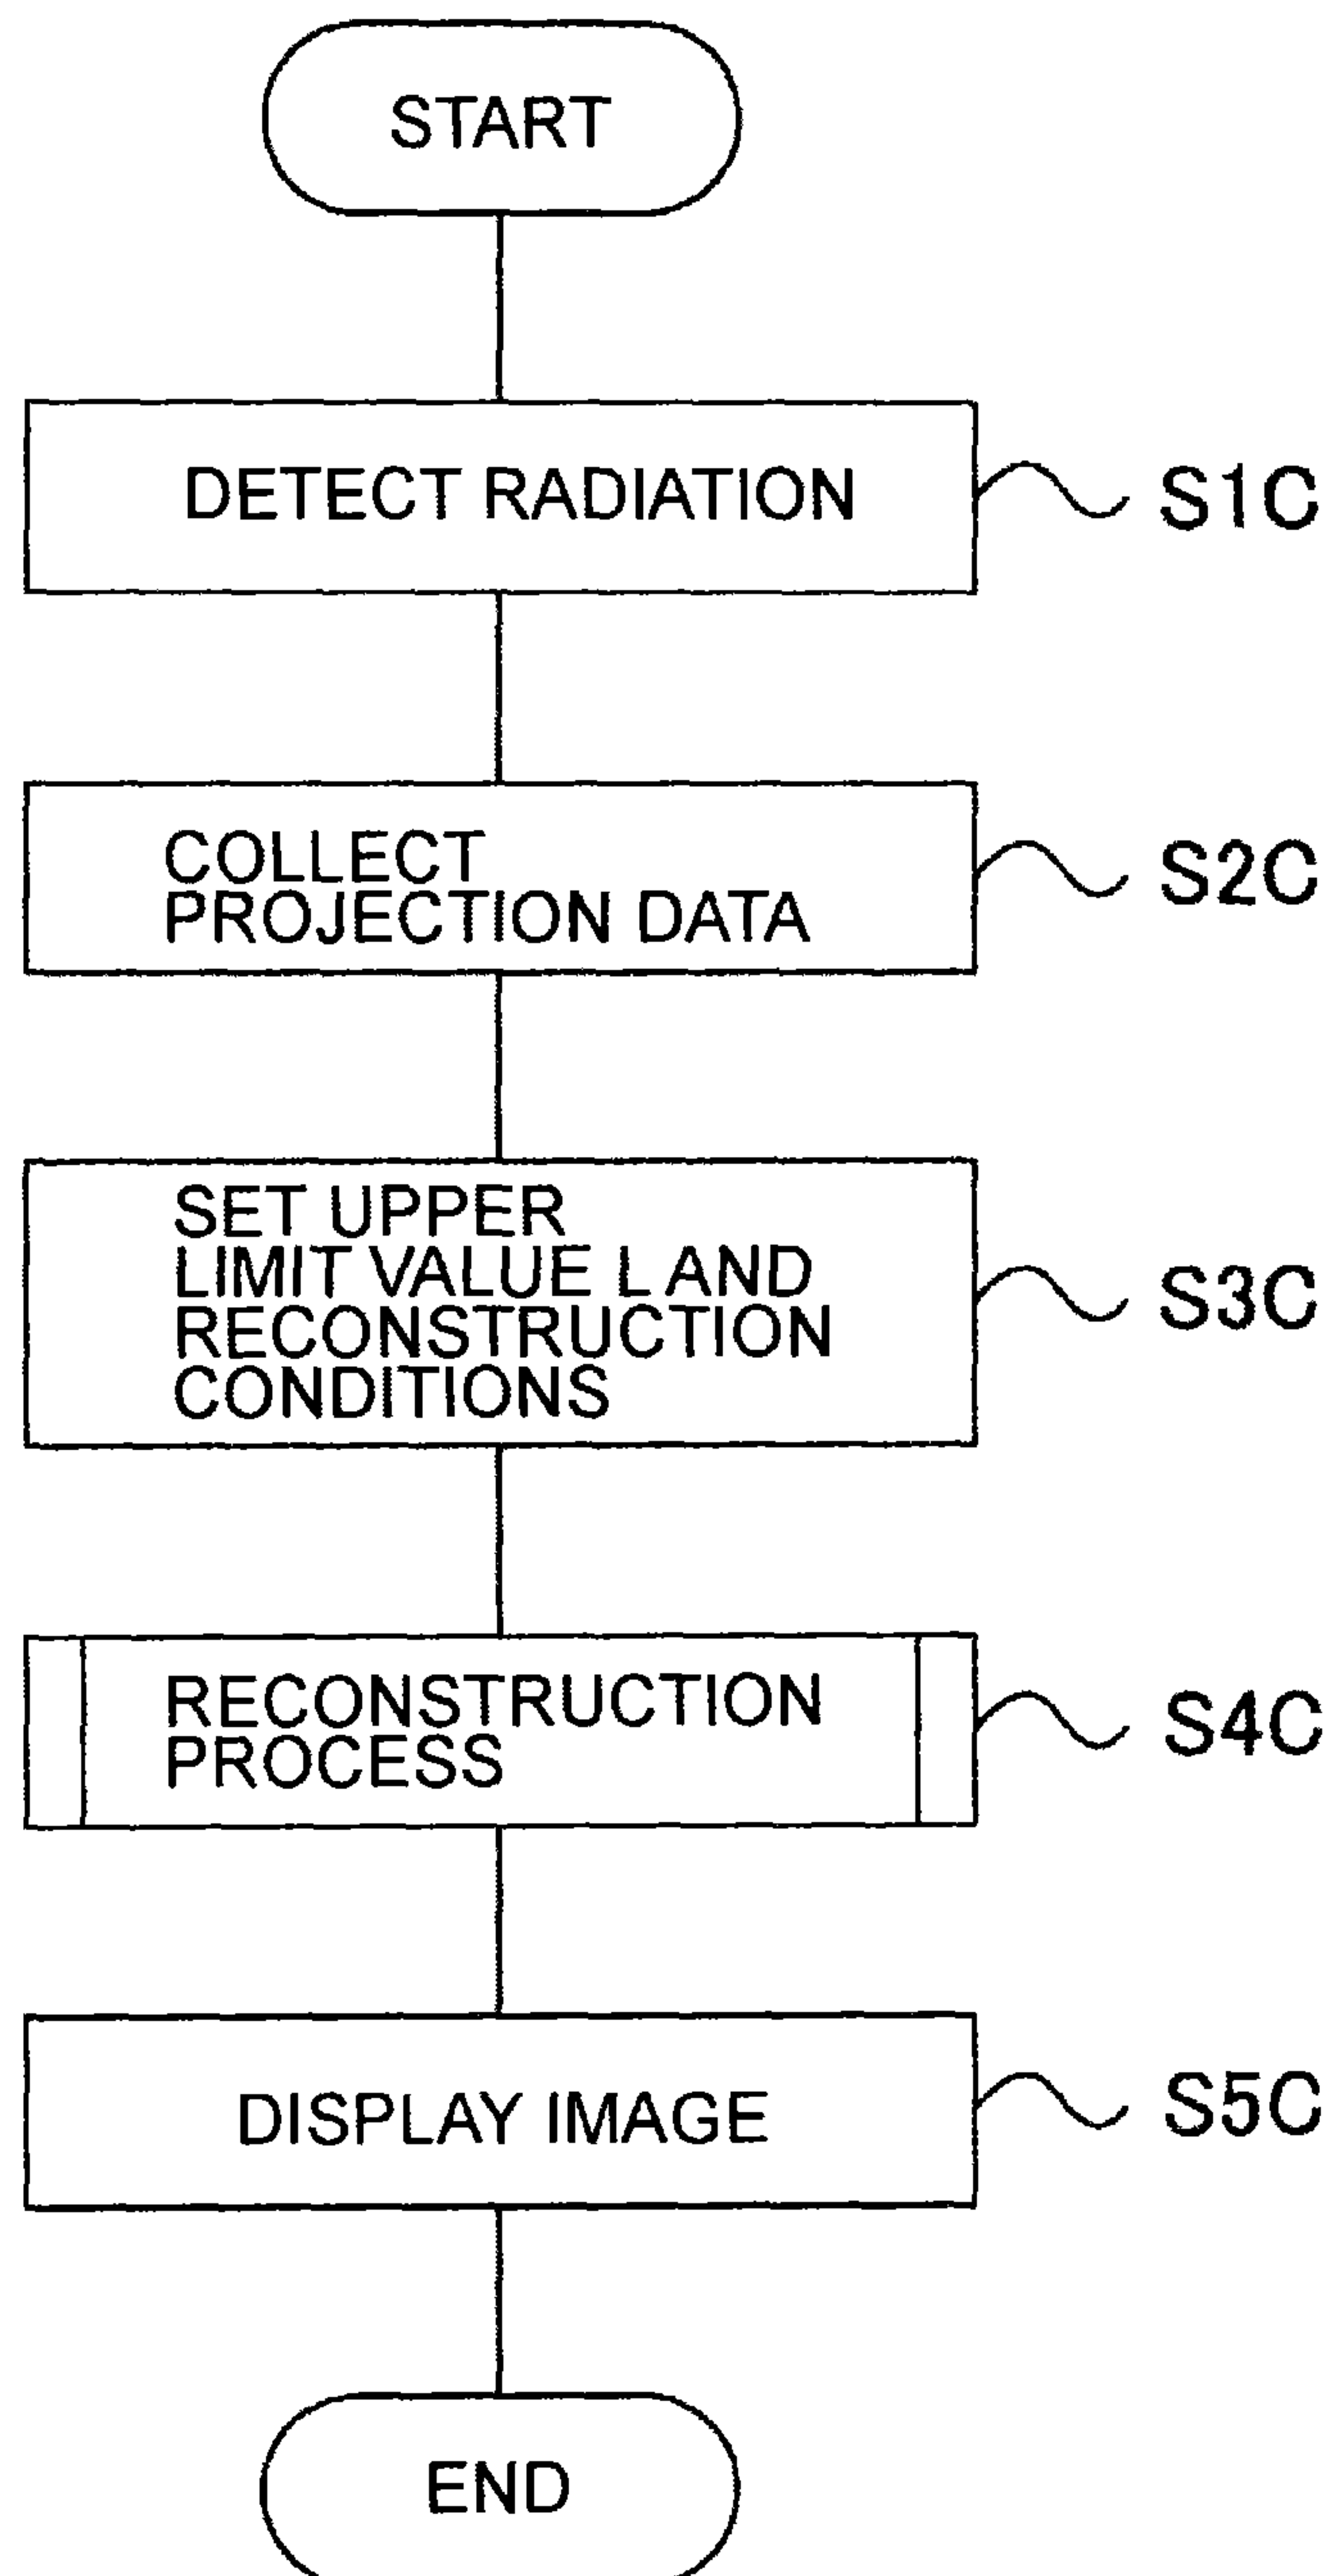 START
DETECT RADIATION
S1C
COLLECT
PROJECTION DATA
S2C
SET UPPER
LIMIT VALUE L AND
RECONSTRUCTION
CONDITIONS
S3C
RECONSTRUCTION
PROCESS
S4C
DISPLAY IMAGE
S5C
END